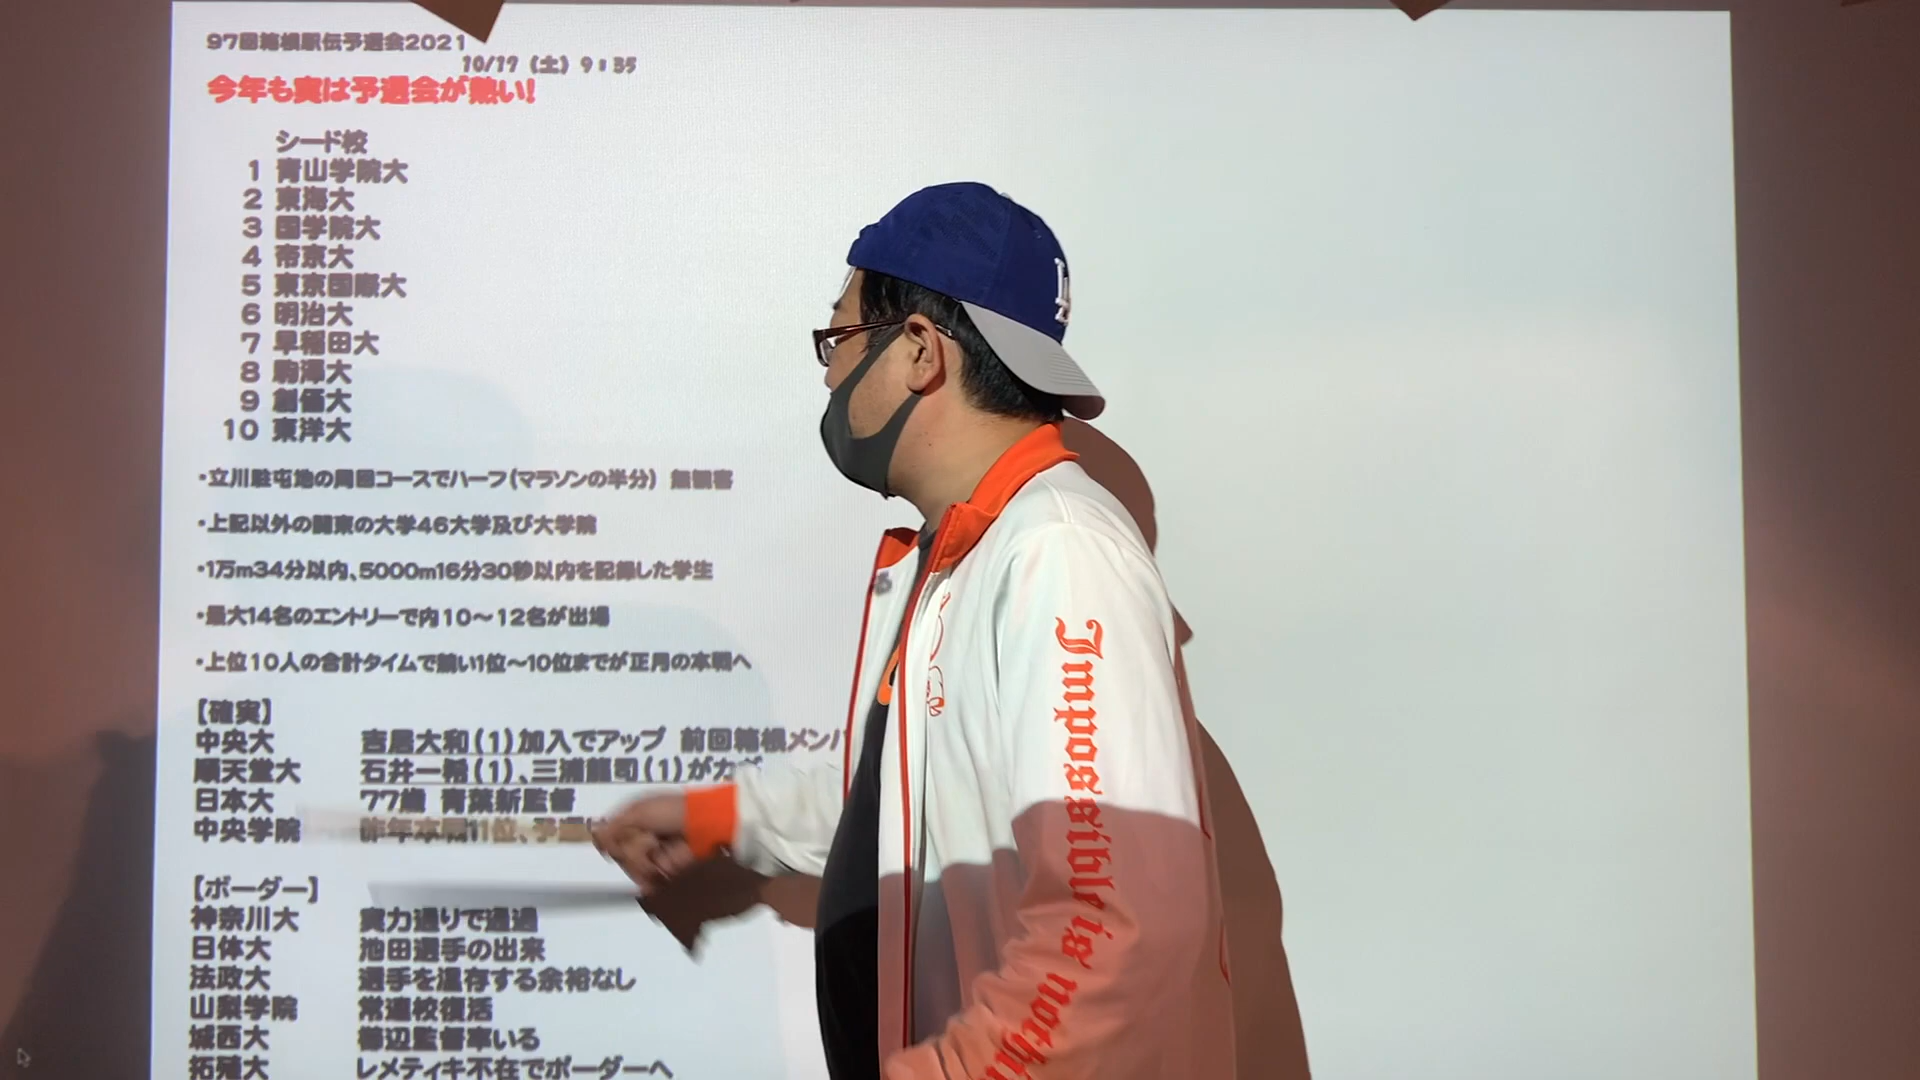 97回箱根駅伝予選会2021
10/17 (土) 9:35
今年も実は予選会が熱い!
シード校
1 青山学院大
2 東海大
3 国学院大
4 帝京大
5 東京国際大
6 明治大
7 早稲田大
8 駒澤大
9 創価大
10 東洋大
・立川駐屯地の周回コースでハーフ(マラソンの半分) 無観客
・上記以外の関東の大学46大学及び大学院
・1万m34分以内、5000m16分30秒以内を記録した学生
・最大14名のエントリーで内10～12名が出場
・上位10人の合計タイムで競い1位～10位までが正月の本戦へ
【確実】
中央大 吉居大和(1)加入でアップ 前回箱根メンバ
順天堂大 石井一希(1)、三浦龍司(1)が
日本大 77歳 青葉新監督
中央学院 昨年本戦11位、予選
【ボーダー】
神奈川大 実力通りで通過
日体大 池田選手の出来
法政大 選手を温存する余裕なし
山梨学院 常連校復活
城西大 櫛辺監督率いる
拓殖大 レメティキ不在でボーダーへ
LA
Impossible is nothin